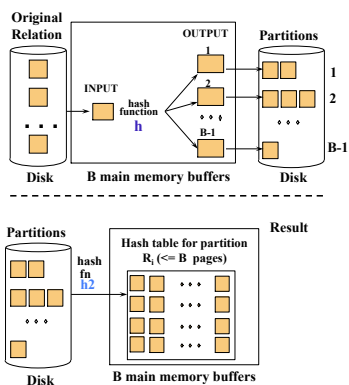 Original
Relation
OUTPUT
Partitions
1
1
INPUT
2
2
hash
function
h
B-1
B-1
Disk
B main memory buffers
Disk
Partitions
Result
Hash table for partition
Ri (<= B pages)
hash
fn
h2
B main memory buffers
Disk